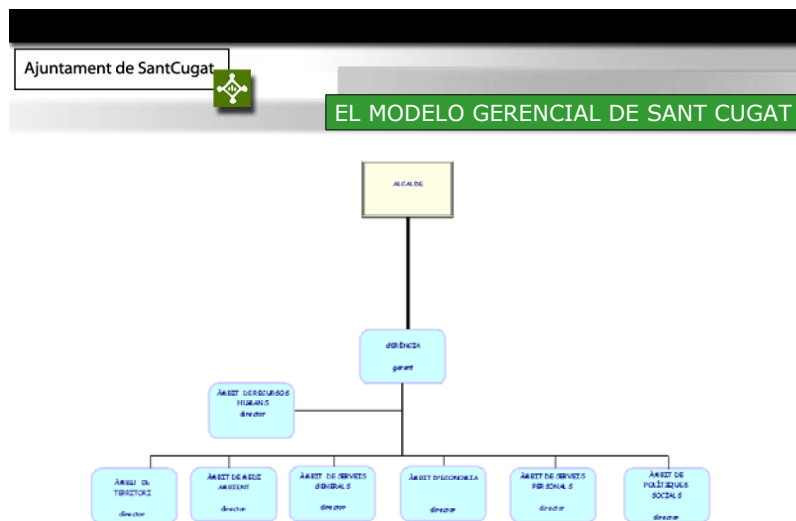 Ajuntament de SantCugat
EL MODELO GERENCIAL DE SANT CUGAT
ALCALDE
GERÈNCIA
gerent
ÀMBIT DE RECURSOS
HUMANS
director
ÀMBIT DE
TERRITORI
director
ÀMBIT DE MEDI
AMBIENT
director
ÀMBIT DE SERVEIS
GENERALS
director
ÀMBIT D'ECONOMIA
director
ÀMBIT DE SERVEIS
PERSONALS
director
ÀMBIT DE
POLÍTIQUES
SOCIALS
director